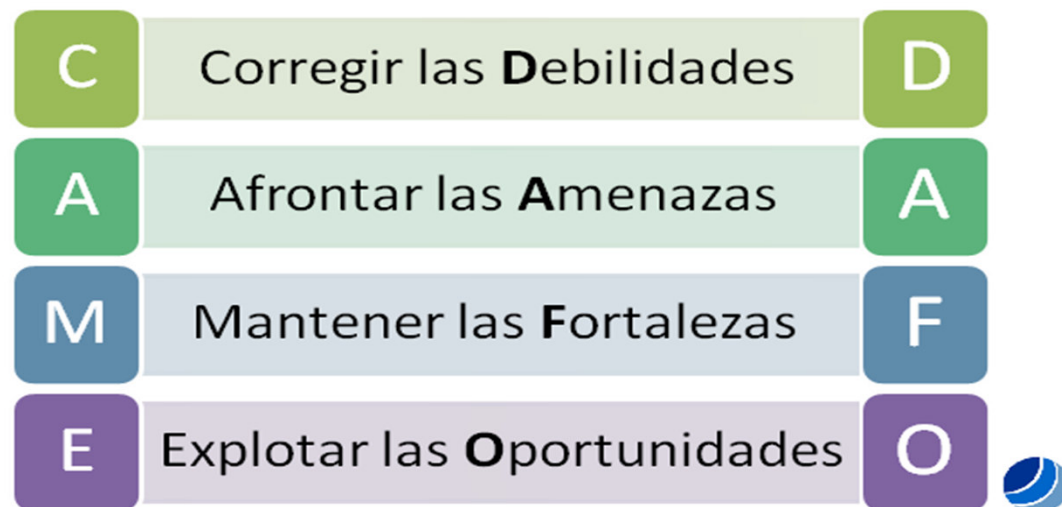 C Corregir las Debilidades D
A Afrontar las Amenazas A
M Mantener las Fortalezas F
E Explotar las Oportunidades O